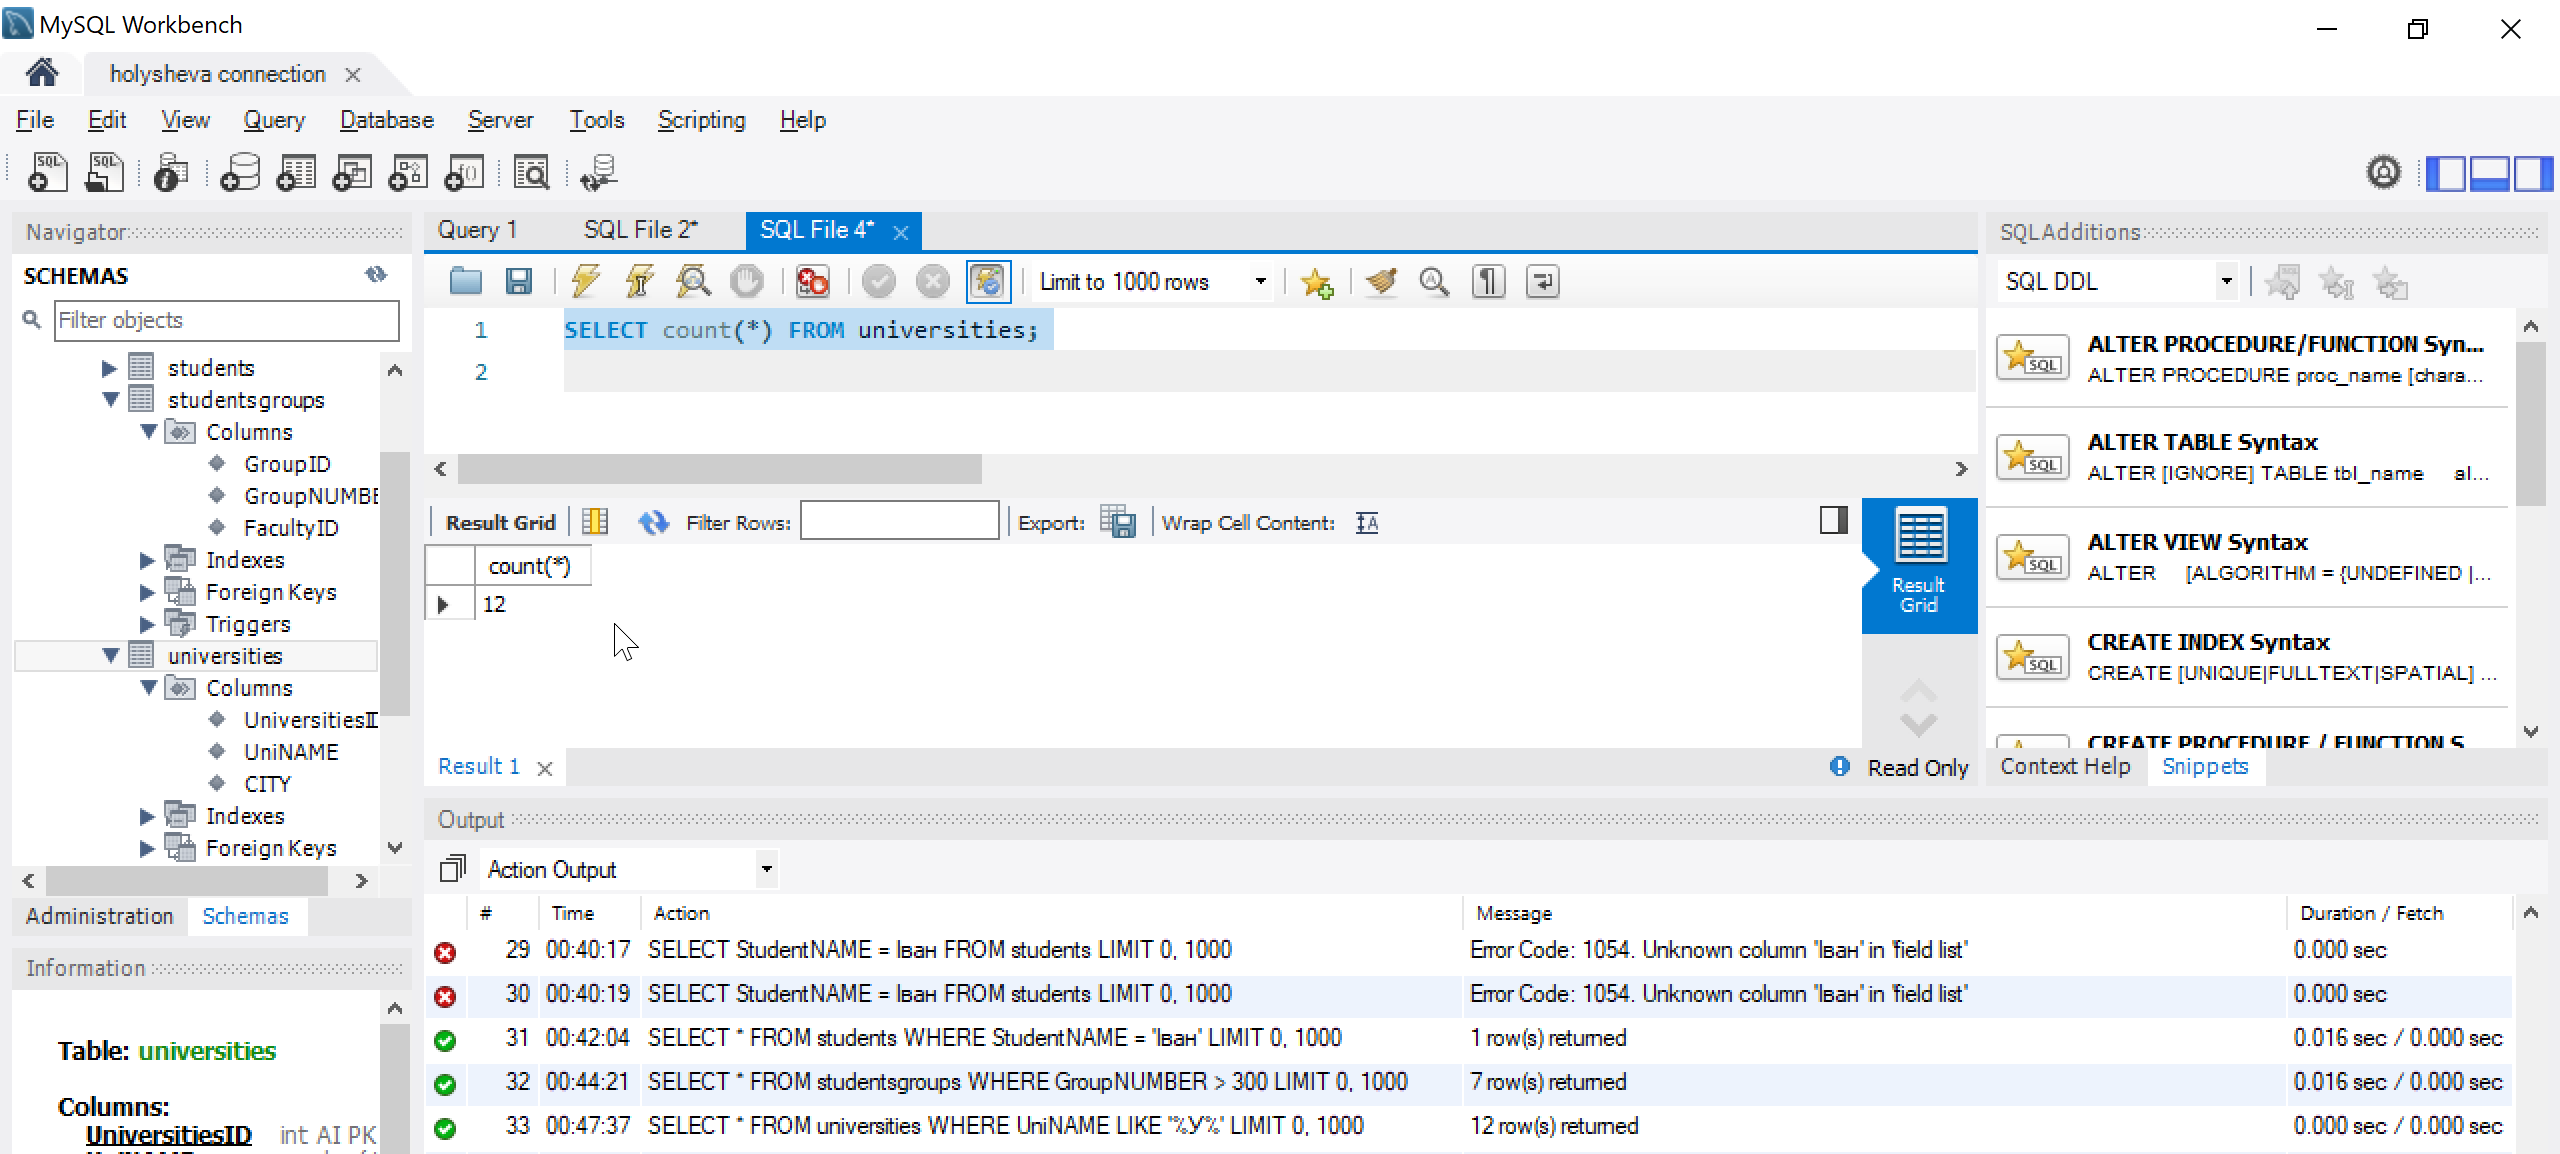 MySQL Workbench
holysheva connection
File Edit View Query Database Server Tools Scripting Help
Navigator
SCHEMAS
Filter objects
students
studentsgroups
Columns
GroupID
GroupNUMBE
FacultyID
Indexes
Foreign Keys
Triggers
universities
Columns
UniversitiesID
UniNAME
CITY
Indexes
Foreign Keys
Administration Schemas
Information
Table: universities
Columns:
UniversitiesID int AI PK
Query 1 SQL File 2* SQL File 4*
Limit to 1000 rows
1 SELECT count(*) FROM universities;
2
Result Grid Filter Rows: Export: Wrap Cell Content:
count(*)
12
Result Grid
Result 1
Read Only
SQLAdditions
SQL DDL
ALTER PROCEDURE/FUNCTION Syn...
ALTER PROCEDURE proc_name [chara...
ALTER TABLE Syntax
ALTER [IGNORE] TABLE tbl_name al...
ALTER VIEW Syntax
ALTER [ALGORITHM = {UNDEFINED |...
CREATE INDEX Syntax
CREATE [UNIQUE|FULLTEXT|SPATIAL] ...
CREATE PROCEDURE / FUNCTION S
Context Help Snippets
Output
Action Output
# Time Action Message Duration / Fetch
29 00:40:17 SELECT StudentNAME = Іван FROM students LIMIT 0, 1000 Error Code: 1054. Unknown column 'Іван' in 'field list' 0.000 sec
30 00:40:19 SELECT StudentNAME = Іван FROM students LIMIT 0, 1000 Error Code: 1054. Unknown column 'Іван' in 'field list' 0.000 sec
31 00:42:04 SELECT * FROM students WHERE StudentNAME = 'Іван' LIMIT 0, 1000 1 row(s) returned 0.016 sec / 0.000 sec
32 00:44:21 SELECT * FROM studentsgroups WHERE GroupNUMBER > 300 LIMIT 0, 1000 7 row(s) returned 0.016 sec / 0.000 sec
33 00:47:37 SELECT * FROM universities WHERE UniNAME LIKE '%У%' LIMIT 0, 1000 12 row(s) returned 0.000 sec / 0.000 sec